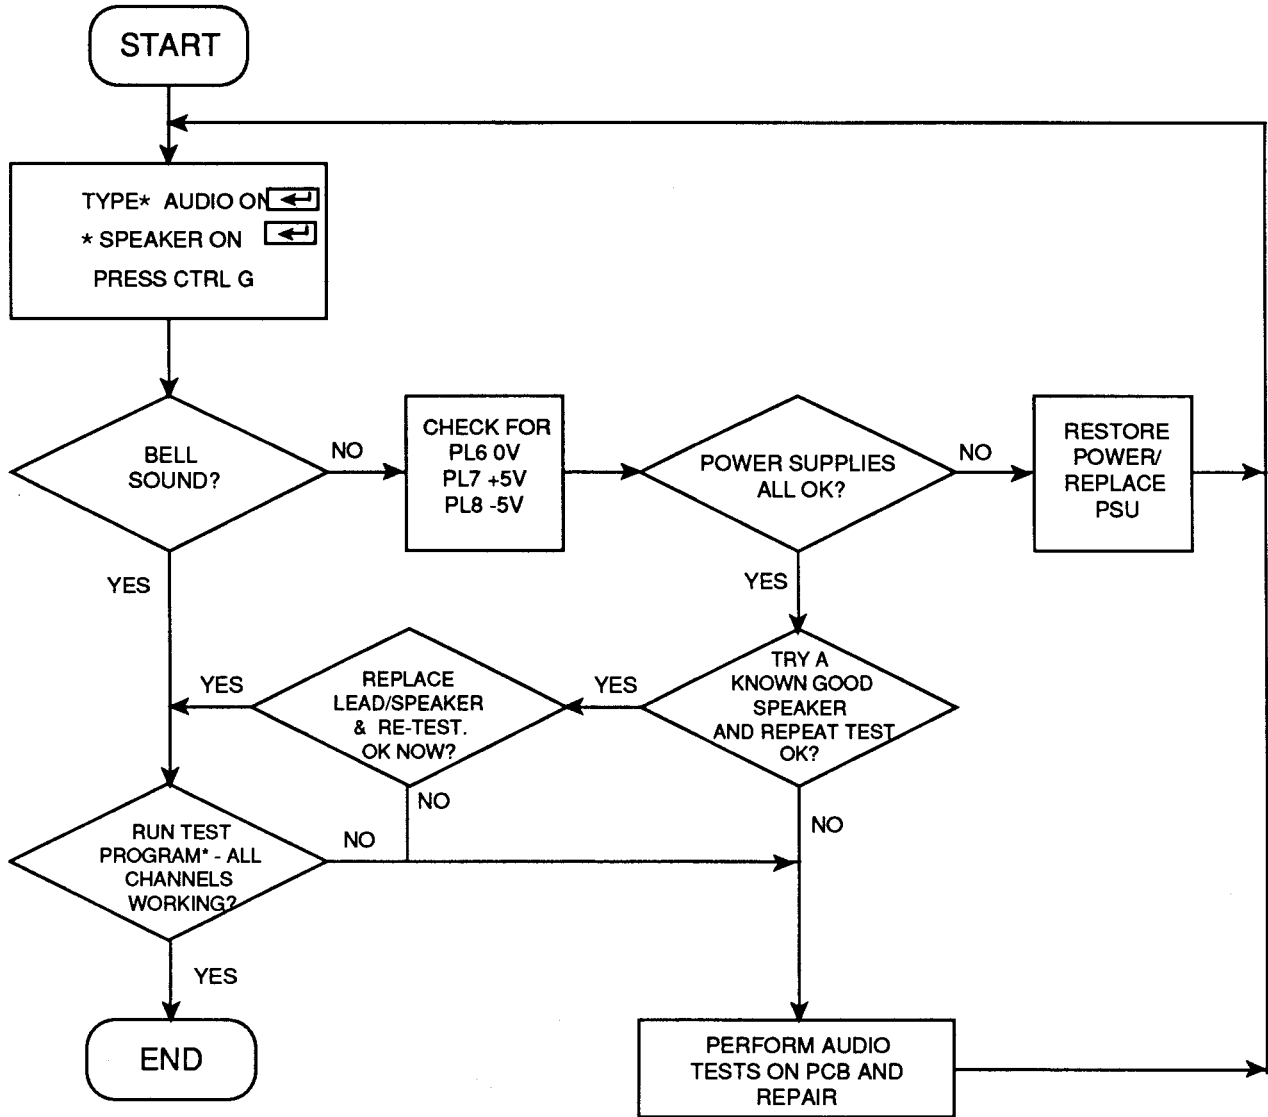 START
TYPE* AUDIO ON
* SPEAKER ON
PRESS CTRL G
BELL
SOUND?
NO
CHECK FOR
PL6 0V
PL7 +5V
PL8 -5V
POWER SUPPLIES
ALL OK?
NO
RESTORE
POWER/
REPLACE
PSU
YES
YES
TRY A
KNOWN GOOD
SPEAKER
AND REPEAT TEST
OK?
YES
REPLACE
LEAD/SPEAKER
& RE-TEST.
OK NOW?
YES
NO
NO
RUN TEST
PROGRAM* - ALL
CHANNELS
WORKING?
NO
YES
END
PERFORM AUDIO
TESTS ON PCB AND
REPAIR